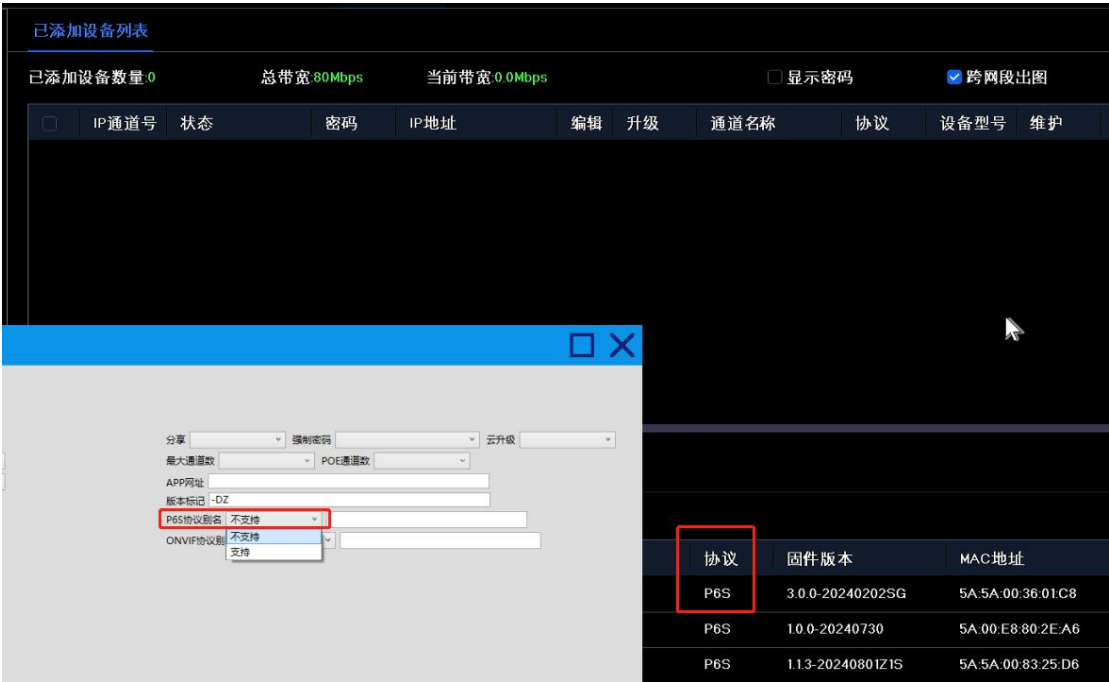 已添加设备列表
已添加设备数量:0 总带宽:80Mbps 当前带宽:0.0Mbps 显示密码 跨网段出图
IP通道号 状态 密码 IP地址 编辑 升级 通道名称 协议 设备型号 维护
分享 强制密码 云升级
最大通道数 POE通道数
APP网址
版本标记 -DZ
P6S协议别名 不支持
不支持
ONVIF协议别
支持
协议 固件版本 MAC地址
P6S 3.0.0-20240202SG 5A:5A:00:36:01:C8
P6S 1.0.0-20240730 5A:00:E8:80:2E:A6
P6S 1.1.3-20240801Z1S 5A:5A:00:83:25:D6